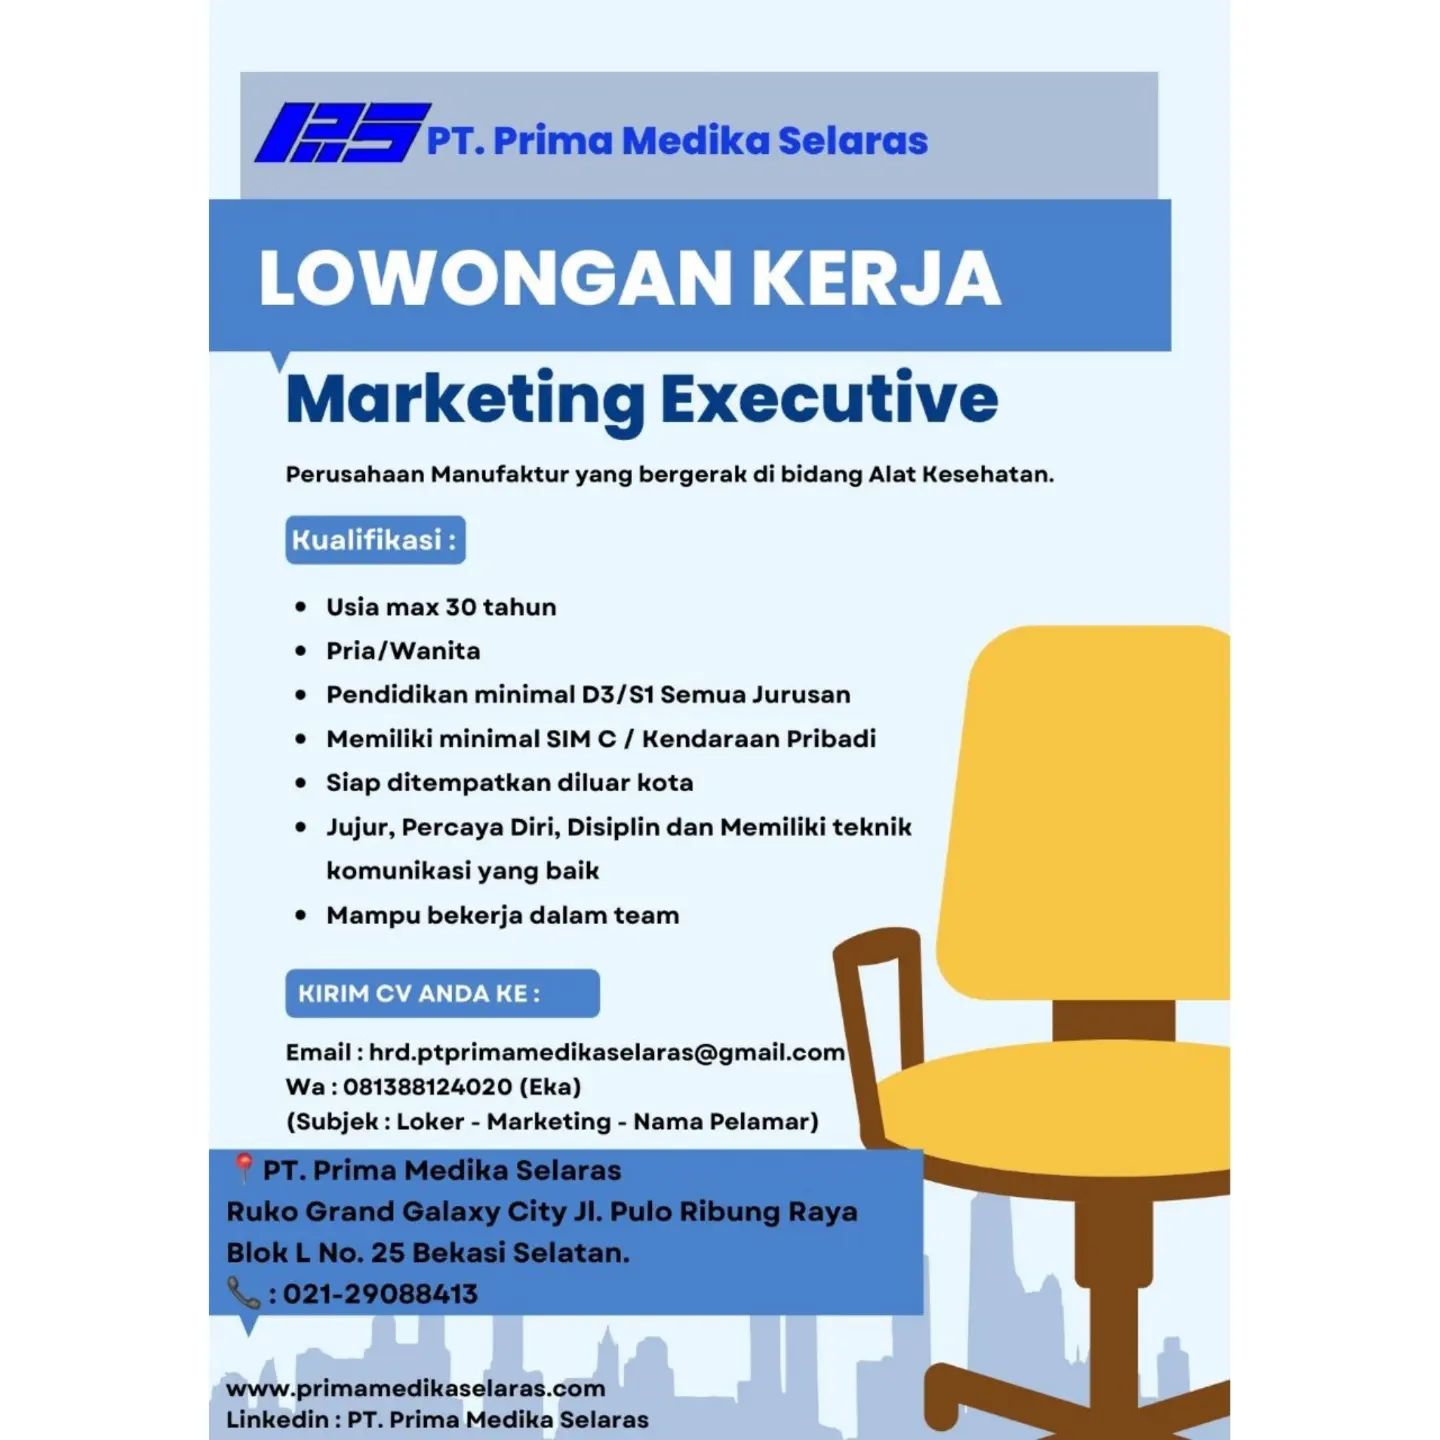 PMS PT. Prima Medika Selaras
LOWONGAN KERJA
Marketing Executive
Perusahaan Manufaktur yang bergerak di bidang Alat Kesehatan.
Kualifikasi :
• Usia max 30 tahun
• Pria/Wanita
• Pendidikan minimal D3/S1 Semua Jurusan
• Memiliki minimal SIM C / Kendaraan Pribadi
• Siap ditempatkan diluar kota
• Jujur, Percaya Diri, Disiplin dan Memiliki teknik
komunikasi yang baik
• Mampu bekerja dalam team
KIRIM CV ANDA KE :
Email : hrd.ptprimamedikaselaras@gmail.com
Wa : 081388124020 (Eka)
(Subjek : Loker - Marketing - Nama Pelamar)
📍PT. Prima Medika Selaras
Ruko Grand Galaxy City Jl. Pulo Ribung Raya
Blok L No. 25 Bekasi Selatan.
📞 : 021-29088413
www.primamedikaselaras.com
Linkedin : PT. Prima Medika Selaras